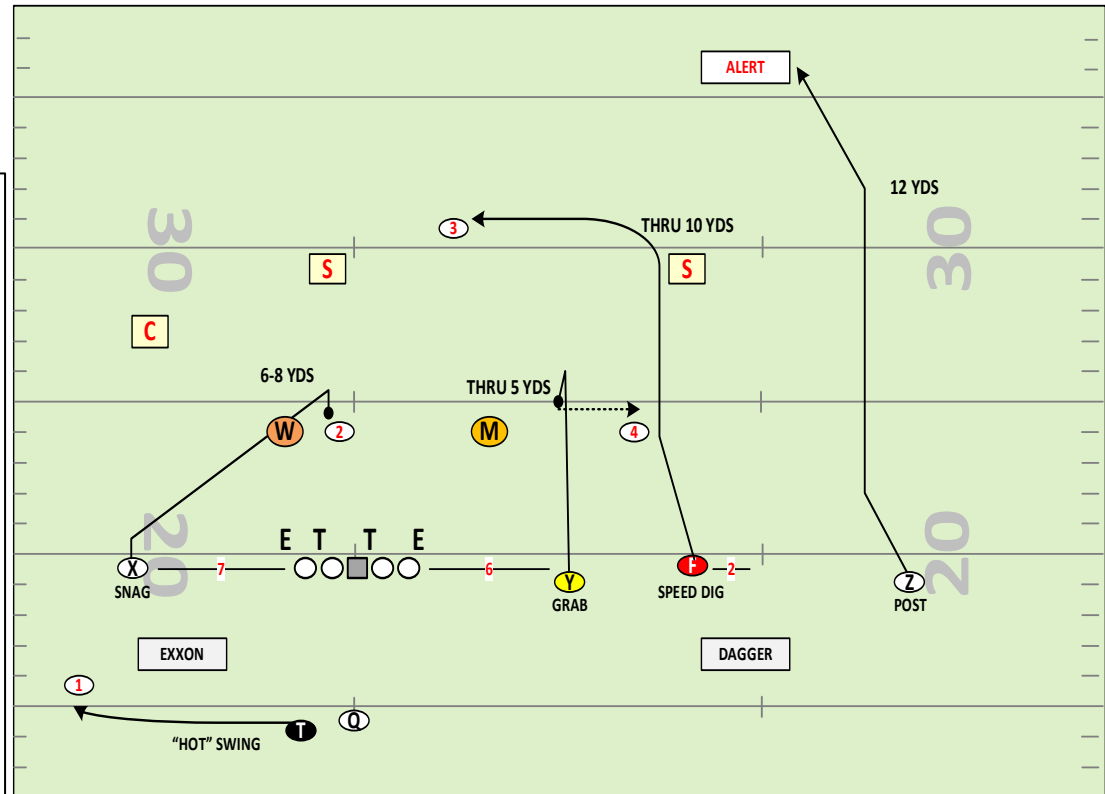 ALERT
12 YDS
30
30
3
THRU 10 YDS
S
S
C
6-8 YDS
THRU 5 YDS
W
2
M
4
20
20
E T T E
X
7
6
Y
F
2
Z
SNAG
GRAB
SPEED DIG
POST
EXXON
DAGGER
1
T
Q
"HOT" SWING